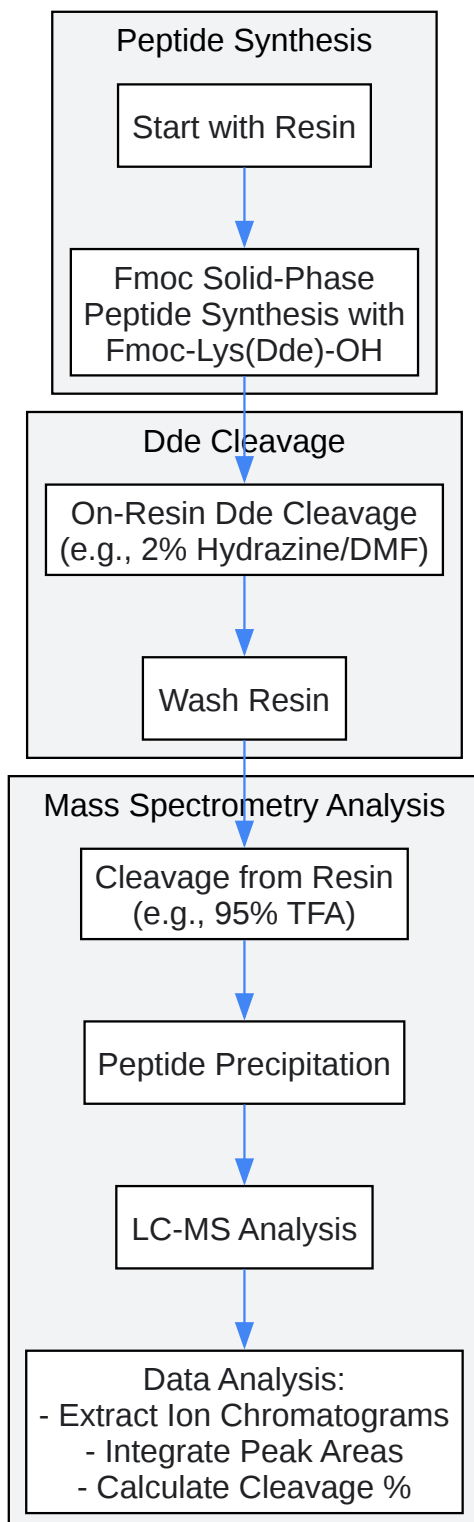 Peptide Synthesis
Start with Resin
Fmoc Solid-Phase
Peptide Synthesis with
Fmoc-Lys(Dde)-OH
Dde Cleavage
On-Resin Dde Cleavage
(e.g., 2% Hydrazine/DMF)
Wash Resin
Mass Spectrometry Analysis
Cleavage from Resin
(e.g., 95% TFA)
Peptide Precipitation
LC-MS Analysis
Data Analysis:
- Extract Ion Chromatograms
- Integrate Peak Areas
- Calculate Cleavage %